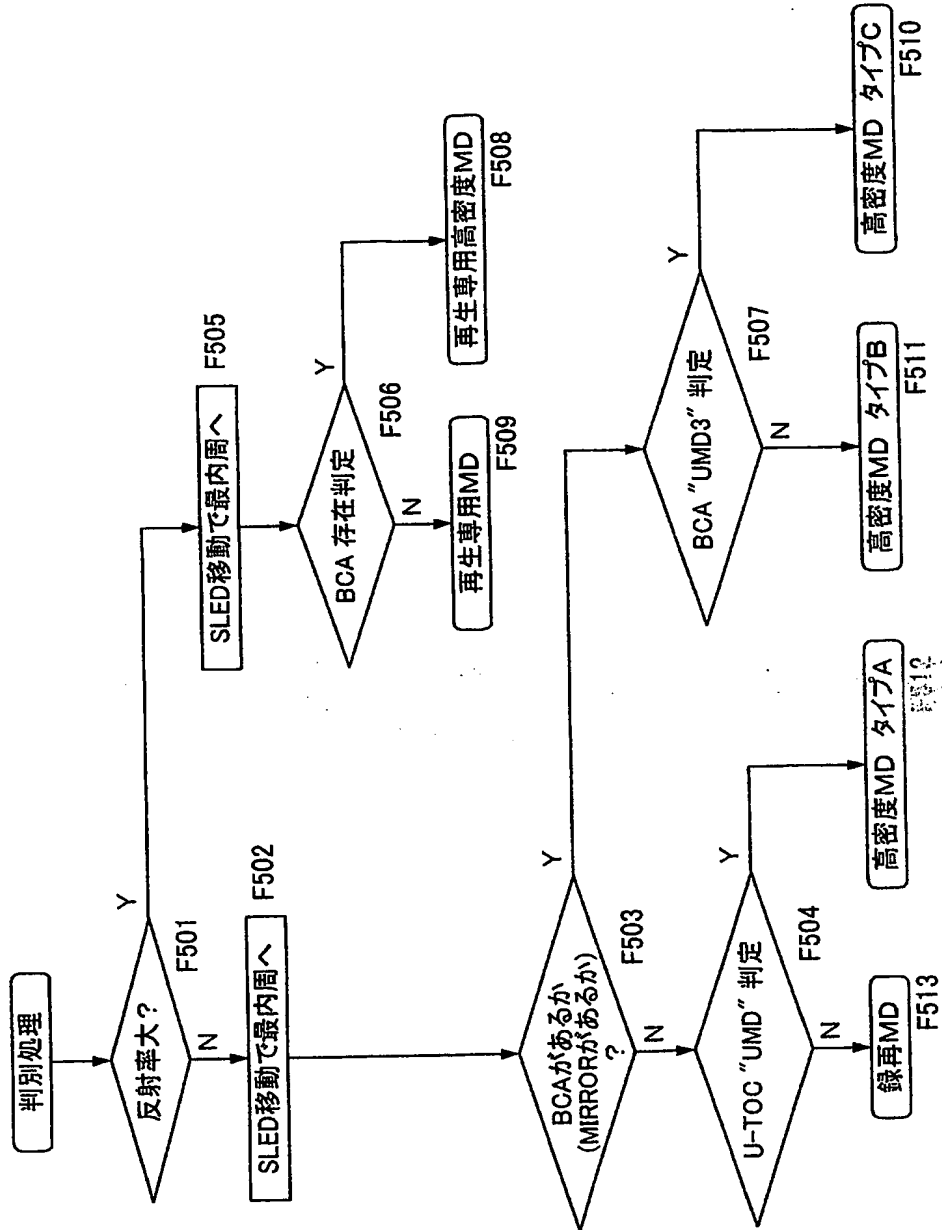 判別処理
反射率大?
F501
Y
N
SLED移動で最内周へ
F502
SLED移動で最内周へ
F505
BCA 存在判定
F506
Y
N
再生専用高密度MD
F508
再生専用MD
F509
BCAがあるか
(MIRRORがあるか)
?
F503
Y
N
U-TOC "UMD" 判定
F504
Y
N
BCA "UMD3" 判定
F507
Y
N
高密度MD タイプC
F510
高密度MD タイプB
F511
高密度MD タイプA
録再MD
F513